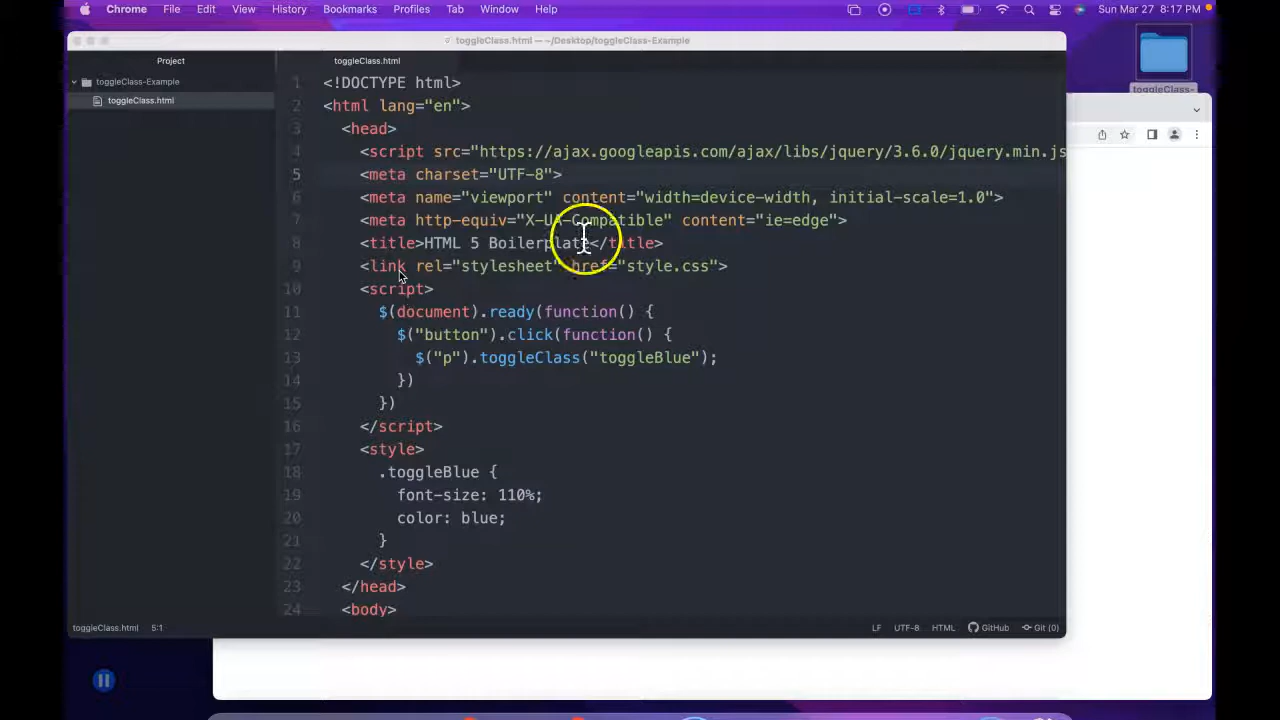 Chrome File Edit View History Bookmarks Profiles Tab Window Help Sun Mar 27 8:17 PM
toggleClass.html — ~/Desktop/toggleClass-Example
toggleClass-
Project
toggleClass.html
toggleClass-Example
toggleClass.html
1 <!DOCTYPE html>
2 <html lang="en">
3 <head>
4 <script src="https://ajax.googleapis.com/ajax/libs/jquery/3.6.0/jquery.min.js
5 <meta charset="UTF-8">
6 <meta name="viewport" content="width=device-width, initial-scale=1.0">
7 <meta http-equiv="X-UA-Compatible" content="ie=edge">
8 <title>HTML 5 Boilerplate</title>
9 <link rel="stylesheet" href="style.css">
10 <script>
11 $(document).ready(function() {
12 $("button").click(function() {
13 $("p").toggleClass("toggleBlue");
14 })
15 })
16 </script>
17 <style>
18 .toggleBlue {
19 font-size: 110%;
20 color: blue;
21 }
22 </style>
23 </head>
24 <body>
toggleClass.html 5:1 LF UTF-8 HTML GitHub Git (0)